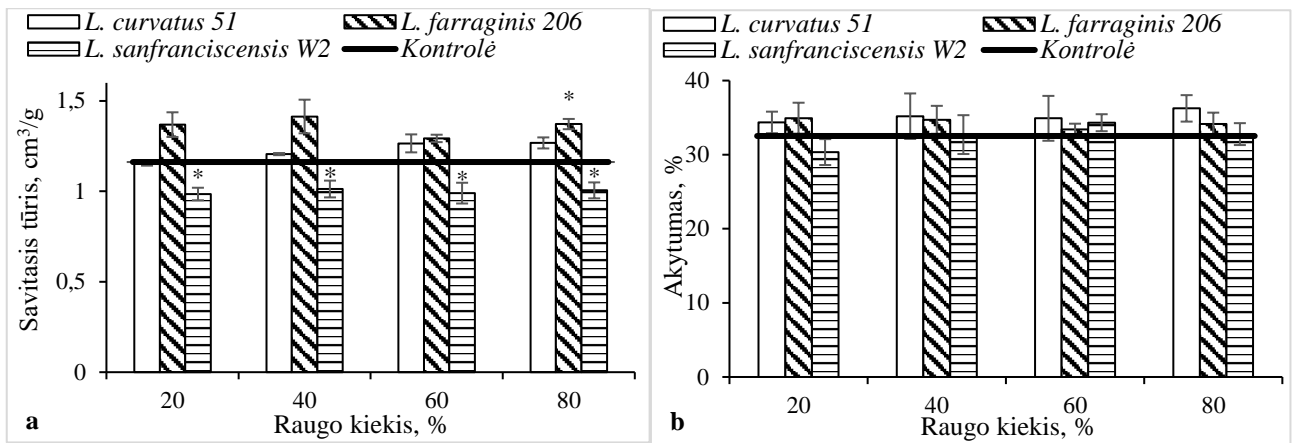 L. curvatus 51
L. farraginis 206
L. sanfranciscensis W2
Kontrolė
Savitasis tūris, cm³/g
1,5
1
0,5
0
*
*
*
*
*
20
40
60
80
Raugo kiekis, %
a
L. curvatus 51
L. farraginis 206
L. sanfranciscensis W2
Kontrolė
Akytumas, %
40
30
20
10
0
20
40
60
80
Raugo kiekis, %
b